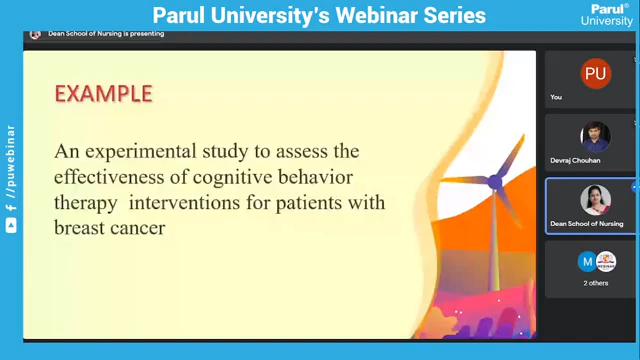 Parul University's Webinar Series
Parul®
University
Dean School of Nursing is presenting
EXAMPLE
An experimental study to assess the
effectiveness of cognitive behavior
therapy interventions for patients with
breast cancer
/puwebinar
PU
You
Devraj Chouhan
Dean School of Nursing
M
WEBINAR
2 others